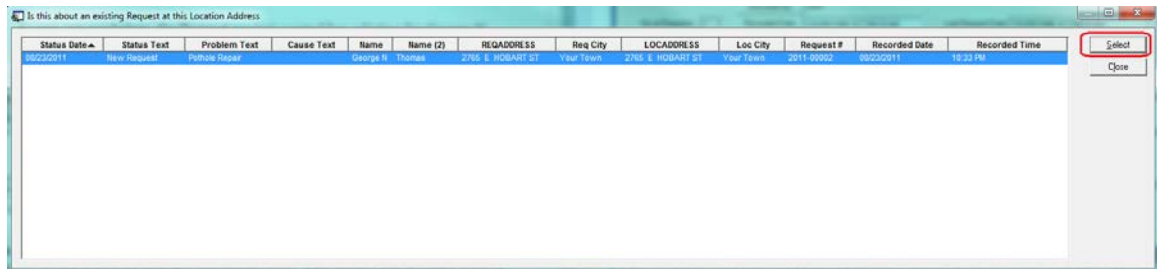 Is this about an existing Request at this Location Address
Status Date Status Text Problem Text Cause Text Name Name (2) REQADDRESS Req City LOCADDRESS Loc City Request # Recorded Date Recorded Time
08/23/2011 New Request Pothole Repair George N Thomas 2765 E HOBART ST Your Town 2765 E HOBART ST Your Town 2011-00002 08/23/2011 10:33 PM
Select
Close